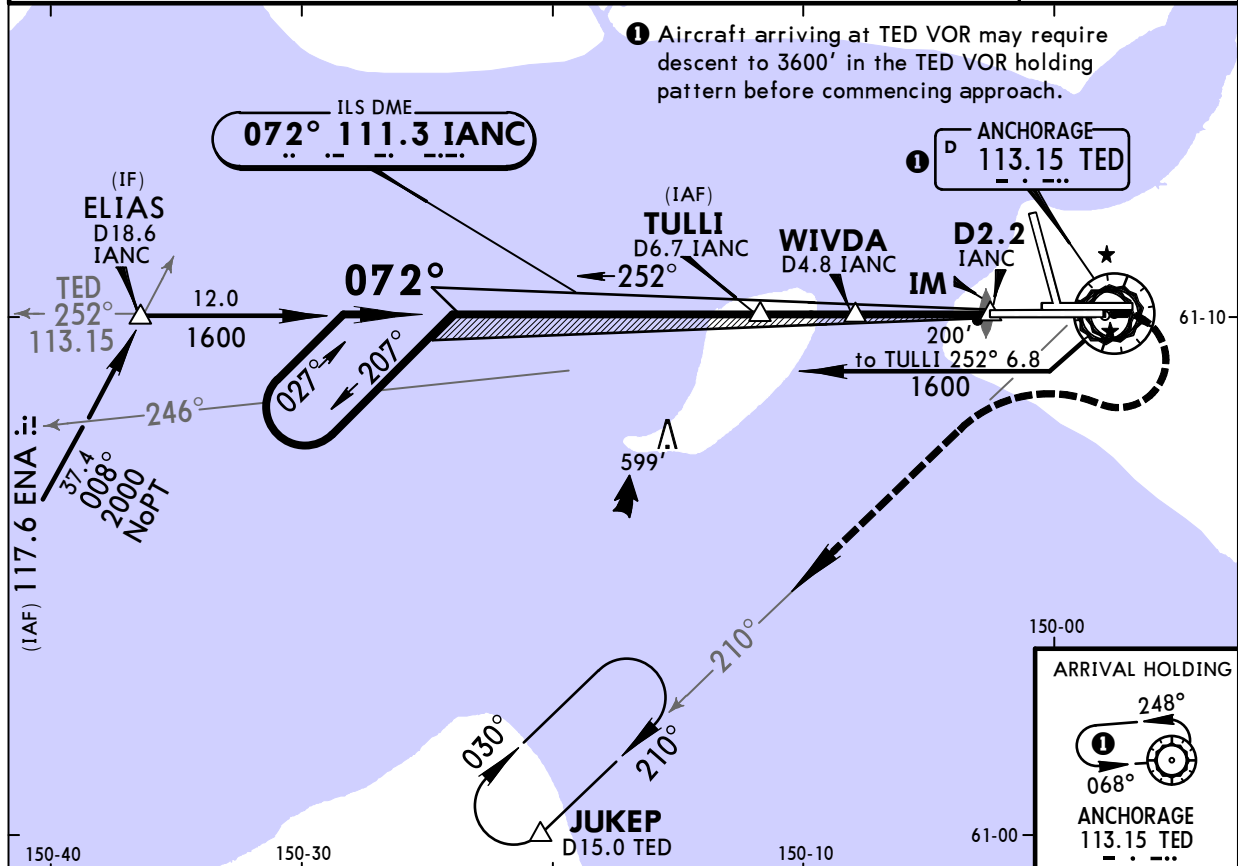 ❶ Aircraft arriving at TED VOR may require
descent to 3600' in the TED VOR holding
pattern before commencing approach.
ILS DME
072° 111.3 IANC
ANCHORAGE
❶ D 113.15 TED
(IF)
ELIAS
D18.6
IANC
(IAF)
TULLI
D6.7 IANC
WIVDA
D4.8 IANC
D2.2
IANC
IM
252°
072°
TED
252°
113.15
12.0
1600
200'
61-10
to TULLI 252° 6.8
1600
027°
207°
246°
599'
37.4
008°
2000
NoPT
(IAF) 117.6 ENA
210°
210°
030°
JUKEP
D15.0 TED
150-00
ARRIVAL HOLDING
248°
❶
068°
ANCHORAGE
113.15 TED
61-00
150-40
150-30
150-10